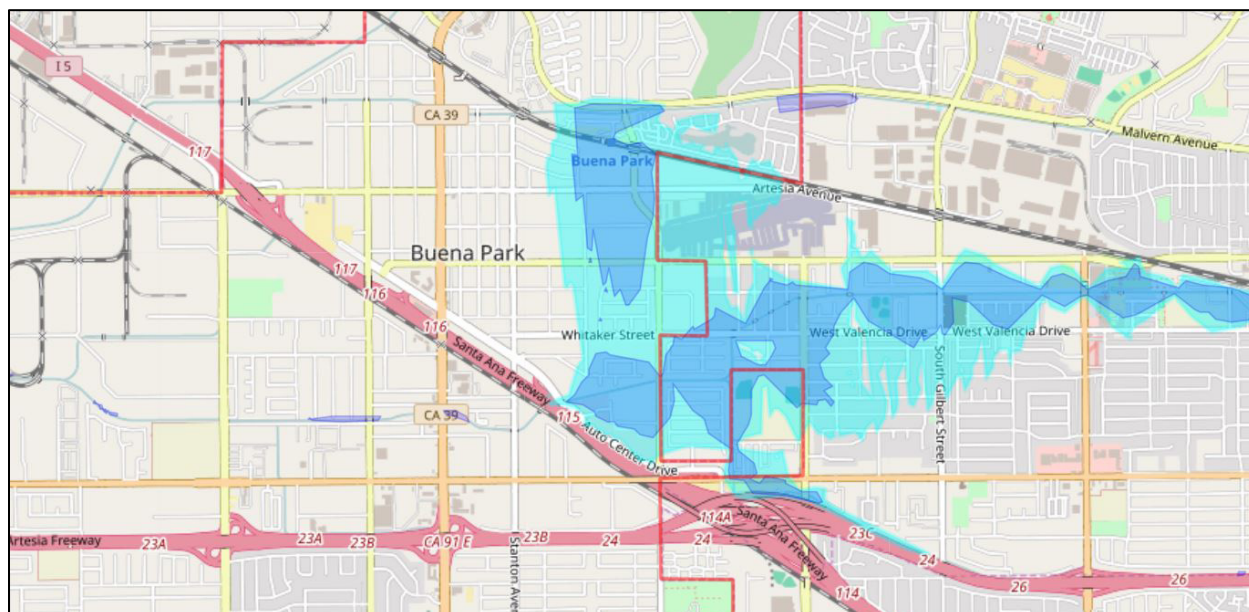 I 5
CA 39
Malvern Avenue
117
Buena Park
Artesia Avenue
Buena Park
117
116
116
Whitaker Street
West Valencia Drive
West Valencia Drive
Santa Ana Freeway
South Gilbert Street
CA 39
115
Auto Center Drive
114A
Santa Ana Freeway
23C
Artesia Freeway
23A
23A
23B
CA 91 E
23B
24
24
24
Stanton Ave
26
26
114